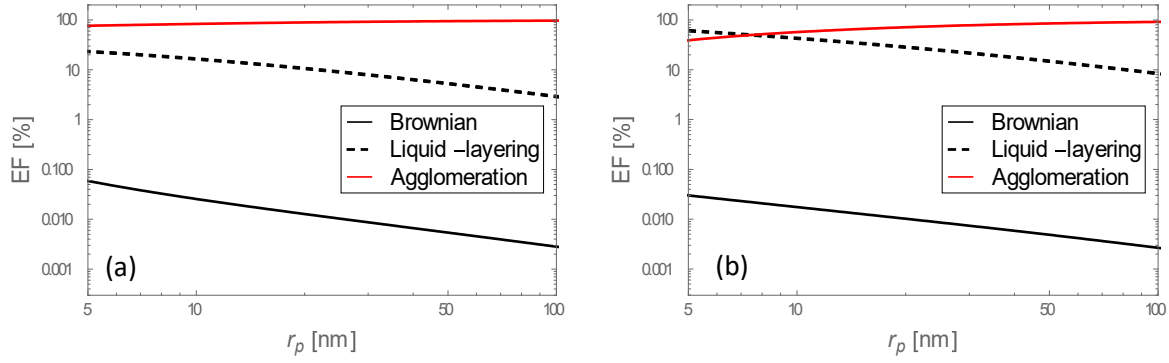 100
10
1
0.100
0.010
0.001
EF [%]
Brownian
Liquid –layering
Agglomeration
(a)
5 10 50 100
r_p [nm]
100
10
1
0.100
0.010
0.001
EF [%]
Brownian
Liquid –layering
Agglomeration
(b)
5 10 50 100
r_p [nm]